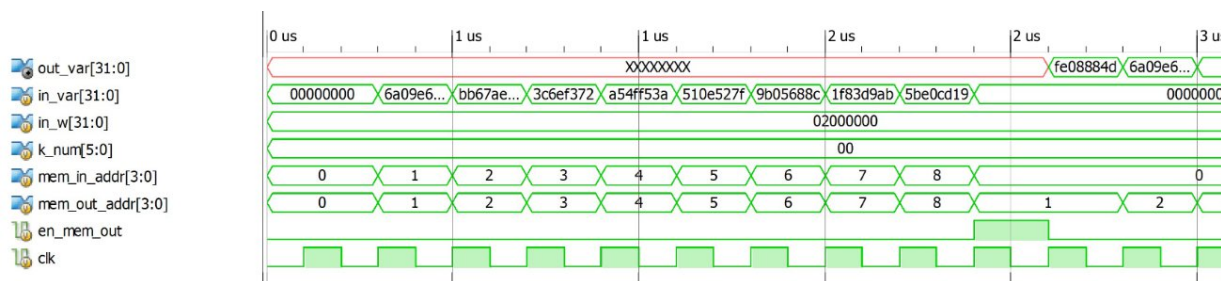 0 us 1 us 1 us 2 us 2 us 3 u
out_var[31:0] XXXXXXXX fe08884d 6a09e6...
in_var[31:0] 00000000 6a09e6... bb67ae... 3c6ef372 a54ff53a 510e527f 9b05688c 1f83d9ab 5be0cd19 0000000
in_w[31:0] 02000000
k_num[5:0] 00
mem_in_addr[3:0] 0 1 2 3 4 5 6 7 8 0
mem_out_addr[3:0] 0 1 2 3 4 5 6 7 8 1 2
en_mem_out
clk